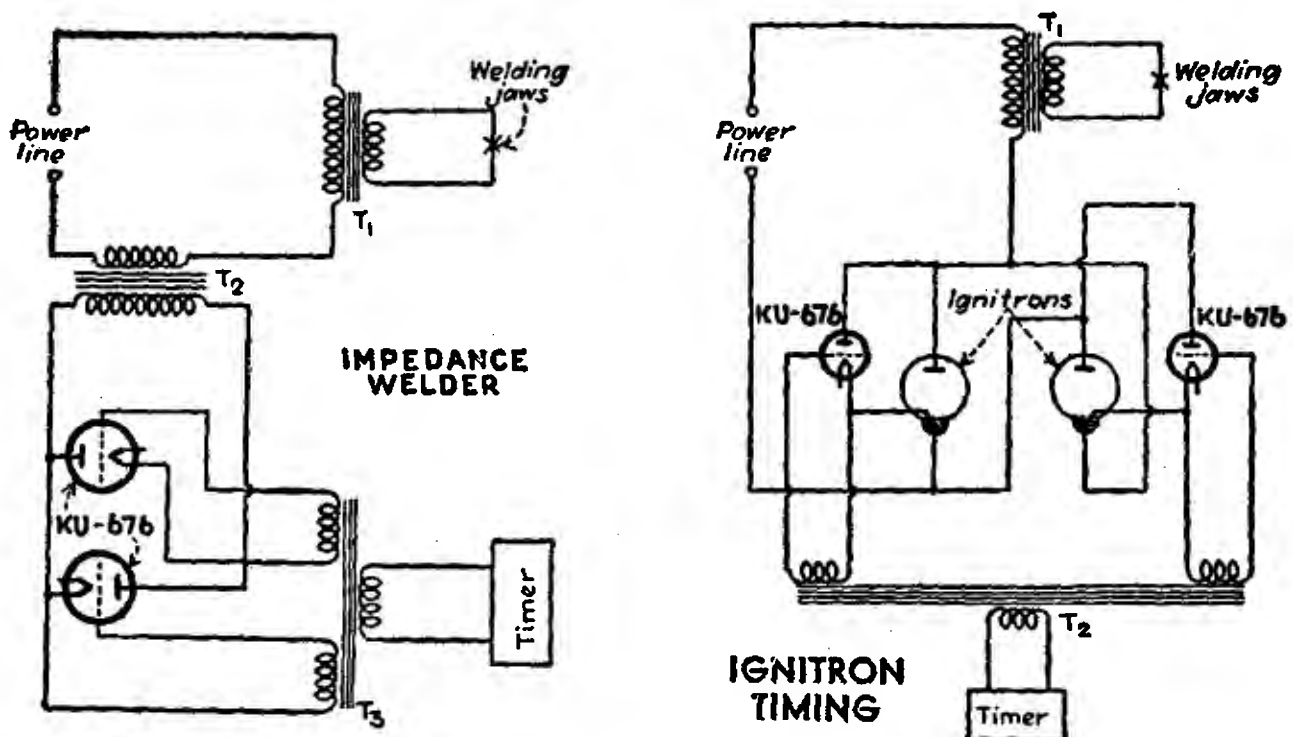 Power
line
Welding
jaws
T₁
T₂
IMPEDANCE
WELDER
KU-676
Timer
T₃
T₁
Welding
jaws
Power
line
KU-676
Ignitrons
KU-676
T₂
IGNITRON
TIMING
Timer